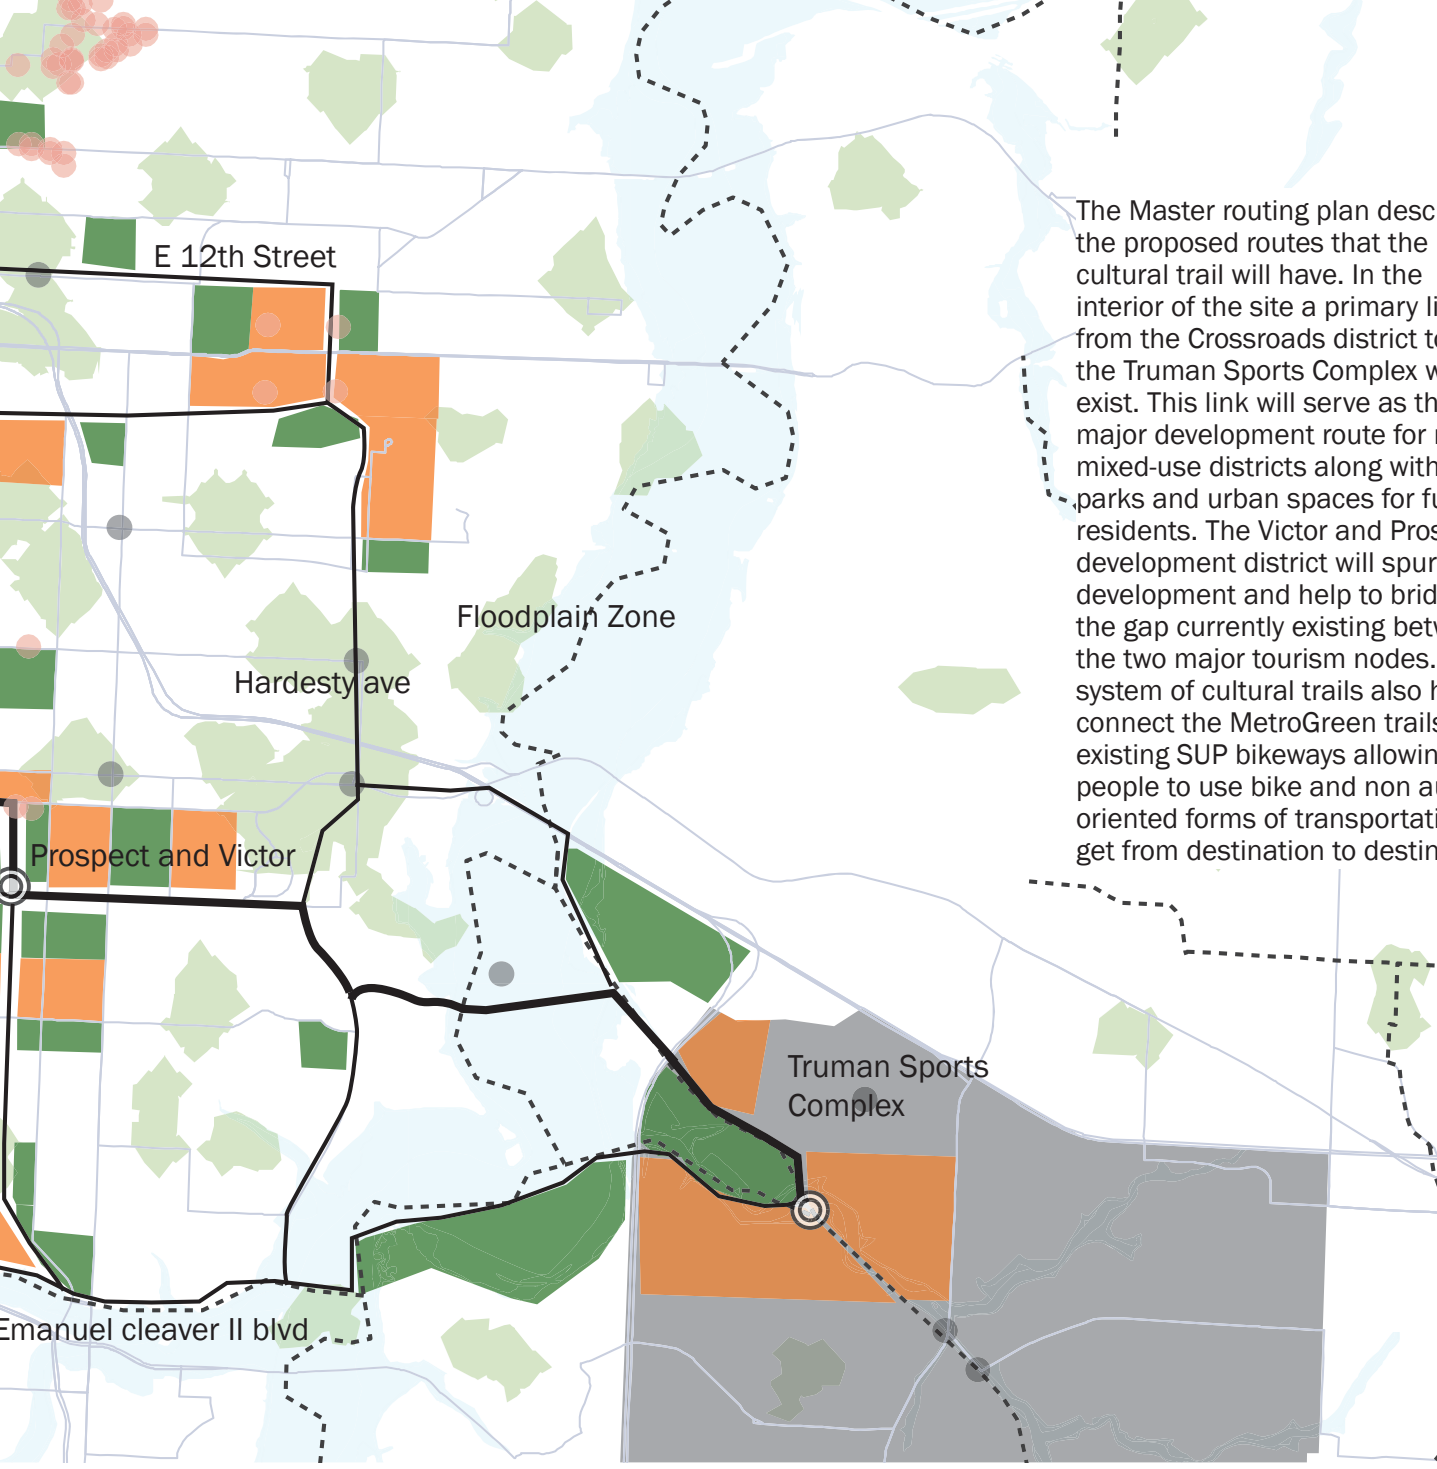 E 12th Street
Floodplain Zone
Hardesty ave
Prospect and Victor
Truman Sports
Complex
Emanuel cleaver II blvd
The Master routing plan desc
the proposed routes that the
cultural trail will have. In the
interior of the site a primary li
from the Crossroads district to
the Truman Sports Complex w
exist. This link will serve as th
major development route for
mixed-use districts along with
parks and urban spaces for fu
residents. The Victor and Pros
development district will spur
development and help to brid
the gap currently existing betw
the two major tourism nodes.
system of cultural trails also h
connect the MetroGreen trails
existing SUP bikeways allowin
people to use bike and non au
oriented forms of transportati
get from destination to destin